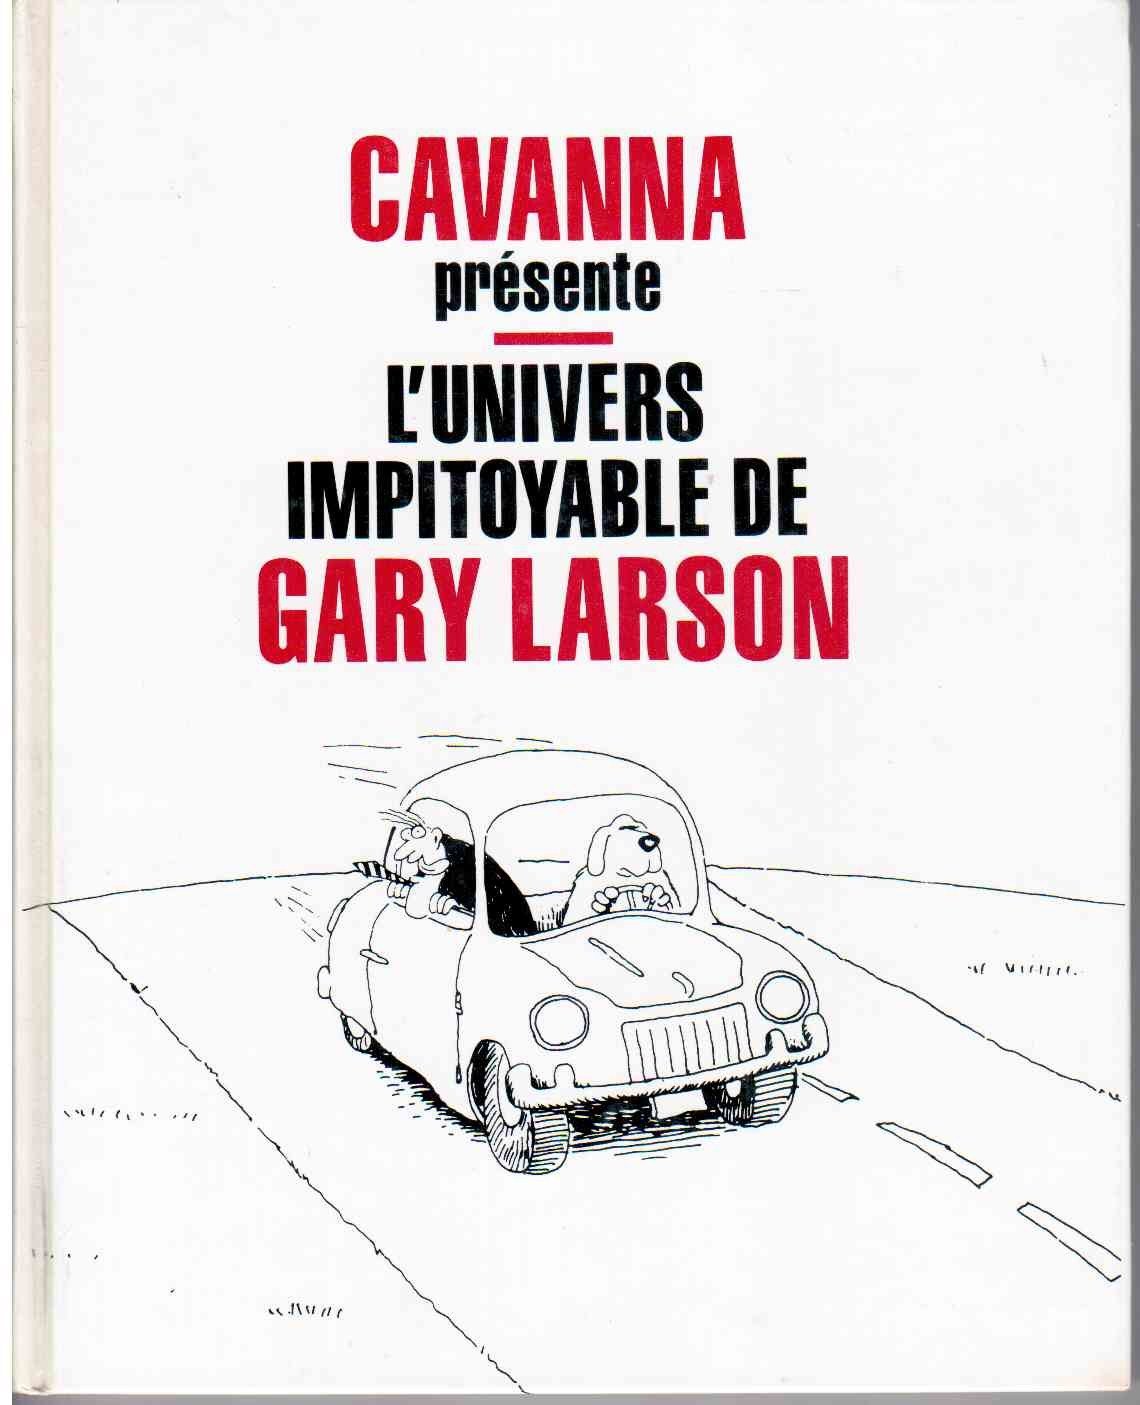 CAVANNA
présente
L'UNIVERS
IMPITOYABLE DE
GARY LARSON